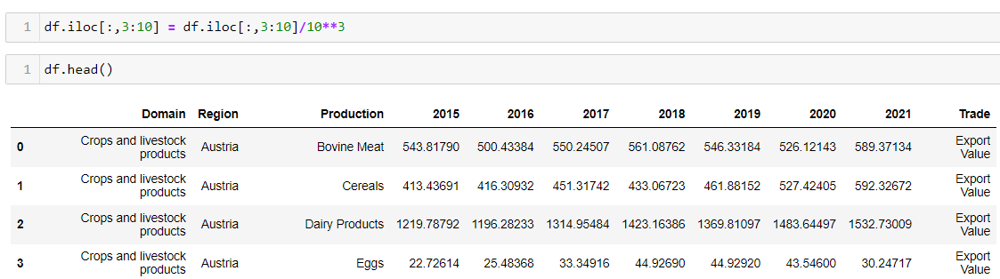 1 df.iloc[:,3:10] = df.iloc[:,3:10]/10**3
1 df.head()
Domain Region Production 2015 2016 2017 2018 2019 2020 2021 Trade
0 Crops and livestock products Austria Bovine Meat 543.81790 500.43384 550.24507 561.08762 546.33184 526.12143 589.37134 Export Value
1 Crops and livestock products Austria Cereals 413.43691 416.30932 451.31742 433.06723 461.88152 527.42405 592.32672 Export Value
2 Crops and livestock products Austria Dairy Products 1219.78792 1196.28233 1314.95484 1423.16386 1369.81097 1483.64497 1532.73009 Export Value
3 Crops and livestock products Austria Eggs 22.72614 25.48368 33.34916 44.92690 44.92920 43.54600 30.24717 Export Value